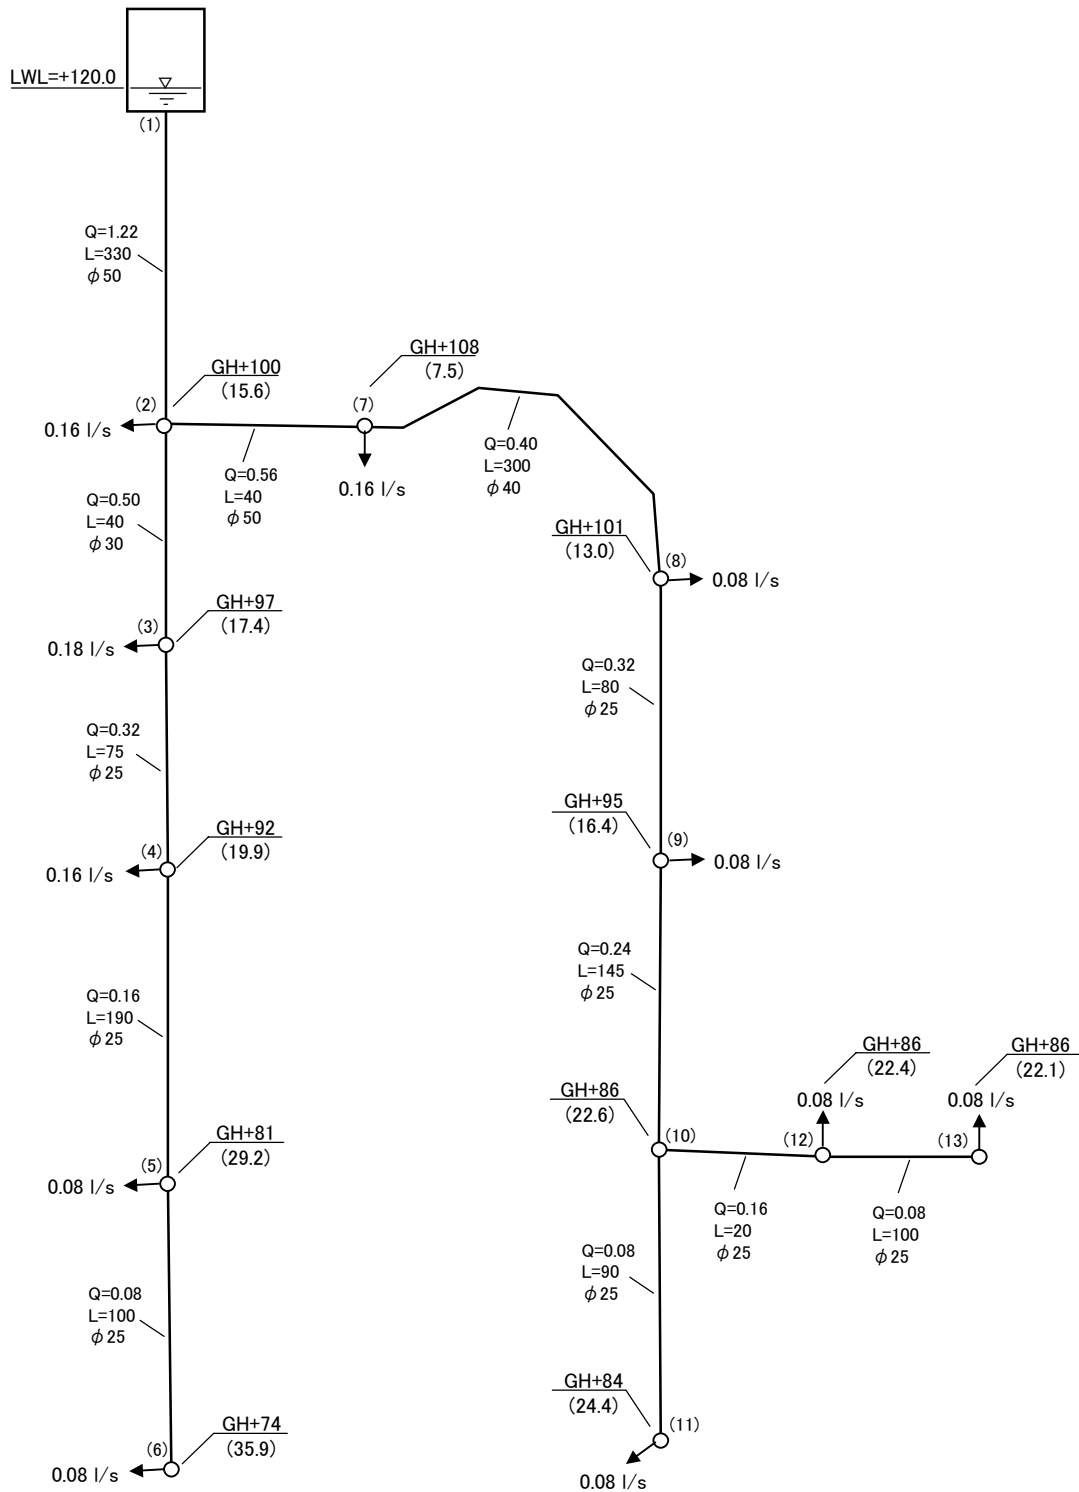 LWL=+120.0
(1)
Q=1.22
L=330
φ50
GH+100
(15.6)
(2)
0.16 l/s
GH+108
(7.5)
(7)
0.16 l/s
Q=0.56
L=40
φ50
Q=0.40
L=300
φ40
Q=0.50
L=40
φ30
GH+101
(13.0)
(8)
0.08 l/s
GH+97
(17.4)
(3)
0.18 l/s
Q=0.32
L=80
φ25
Q=0.32
L=75
φ25
GH+95
(16.4)
(9)
0.08 l/s
GH+92
(19.9)
(4)
0.16 l/s
Q=0.24
L=145
φ25
Q=0.16
L=190
φ25
GH+86
(22.4)
0.08 l/s
GH+86
(22.1)
0.08 l/s
GH+86
(22.6)
(10)
(12)
(13)
GH+81
(29.2)
(5)
0.08 l/s
Q=0.16
L=20
φ25
Q=0.08
L=100
φ25
Q=0.08
L=90
φ25
Q=0.08
L=100
φ25
GH+84
(24.4)
(11)
0.08 l/s
GH+74
(35.9)
(6)
0.08 l/s